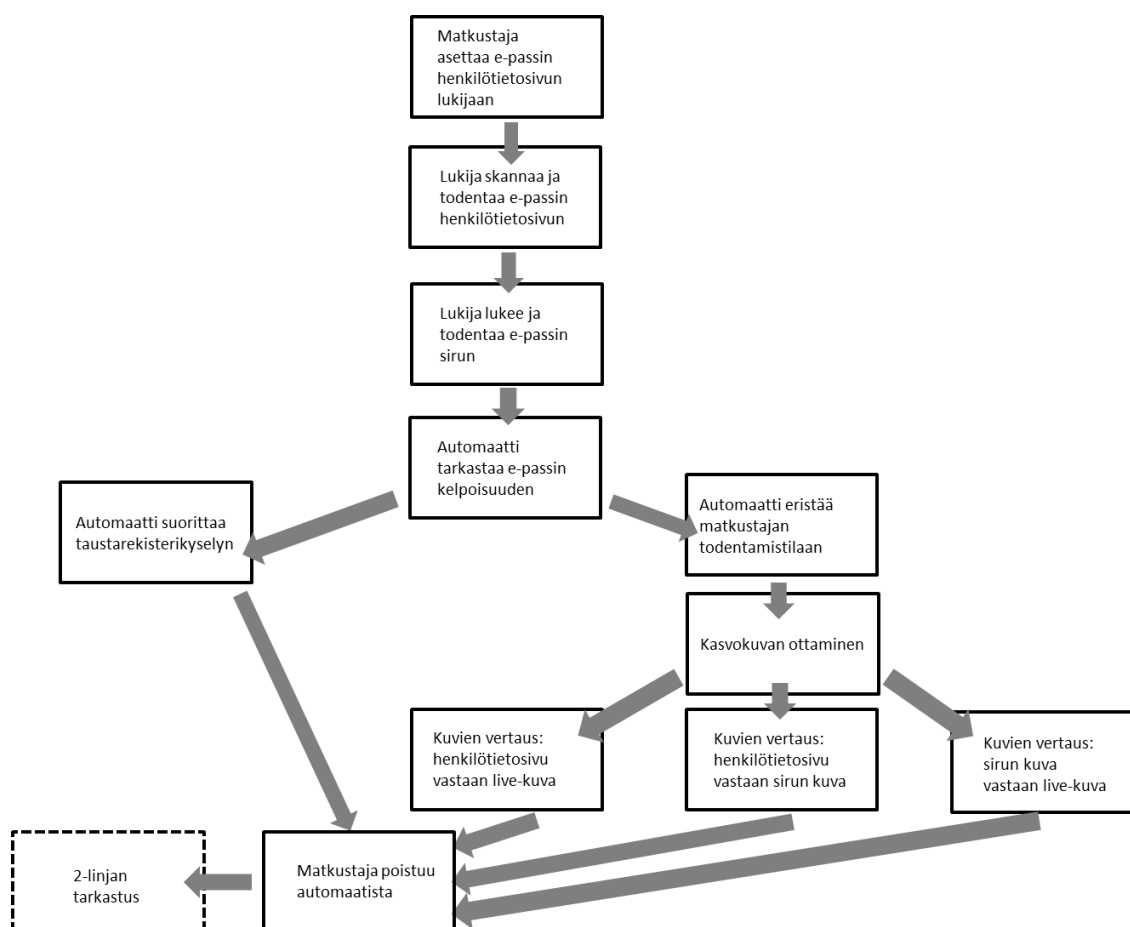 Matkustaja
asettaa e-passin
henkilötietosivun
lukijaan
Lukija skannaa ja
todentaa e-passin
henkilötietosivun
Lukija lukee ja
todentaa e-passin
sirun
Automaatti
tarkastaa e-passin
kelpoisuuden
Automaatti suorittaa
taustarekisterikyselyn
Automaatti eristää
matkustajan
todentamistilaan
Kasvokuvan ottaminen
Kuvien vertaus:
henkilötietosivu
vastaan live-kuva
Kuvien vertaus:
henkilötietosivu
vastaan sirun kuva
Kuvien vertaus:
sirun kuva
vastaan live-kuva
2-linjan
tarkastus
Matkustaja poistuu
automaatista